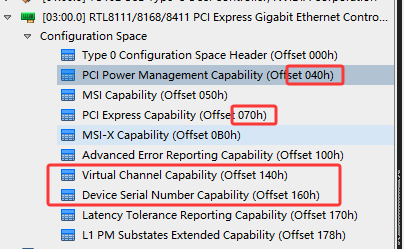 [03:00.0] RTL8111/8168/8411 PCI Express Gigabit Ethernet Contro...
Configuration Space
Type 0 Configuration Space Header (Offset 000h)
PCI Power Management Capability (Offset 040h)
MSI Capability (Offset 050h)
PCI Express Capability (Offset 070h)
MSI-X Capability (Offset 0B0h)
Advanced Error Reporting Capability (Offset 100h)
Virtual Channel Capability (Offset 140h)
Device Serial Number Capability (Offset 160h)
Latency Tolerance Reporting Capability (Offset 170h)
L1 PM Substates Extended Capability (Offset 178h)